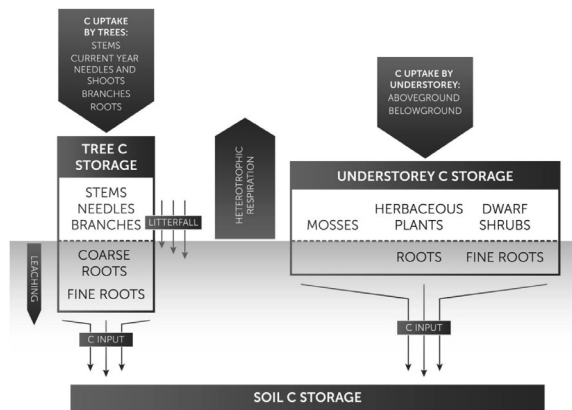 C UPTAKE
BY TREES:
STEMS
CURRENT YEAR
NEEDLES AND
SHOOTS
BRANCHES
ROOTS
C UPTAKE BY
UNDERSTOREY:
ABOVEGROUND
BELOWGROUND
TREE C
STORAGE
STEMS
NEEDLES
BRANCHES
LITTERFALL
HETEROTROPHIC
RESPIRATION
UNDERSTOREY C STORAGE
MOSSES
HERBACEOUS
PLANTS
DWARF
SHRUBS
LEACHING
COARSE
ROOTS
FINE ROOTS
ROOTS
FINE ROOTS
C INPUT
C INPUT
SOIL C STORAGE